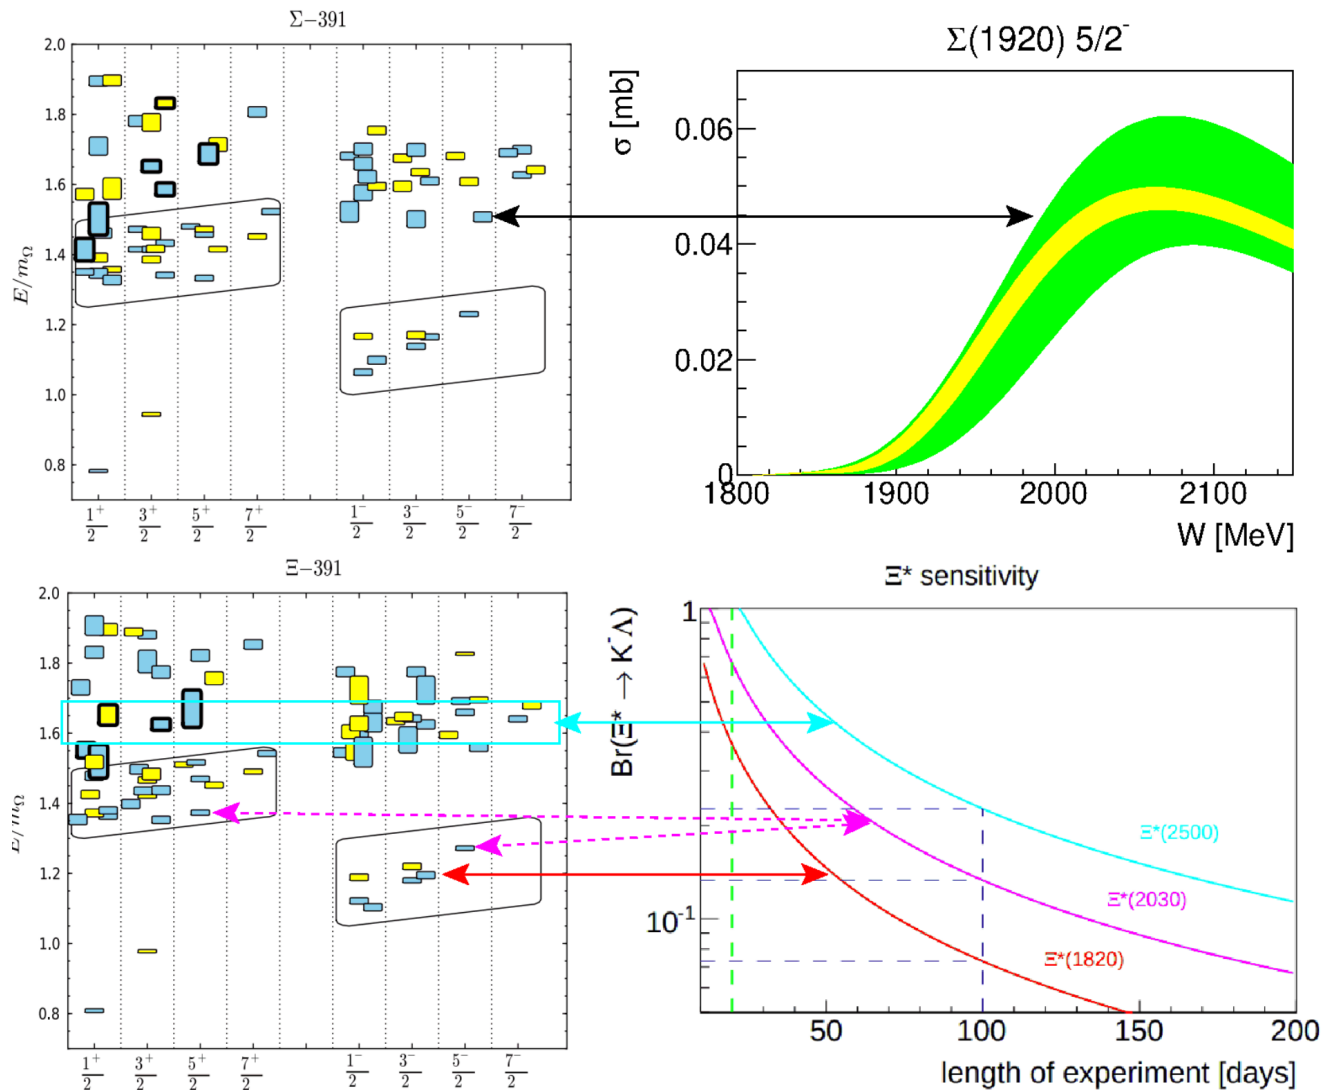 Σ−391
2.0
1.8
1.6
1.4
1.2
1.0
0.8
E/mΩ
1⁺/2 3⁺/2 5⁺/2 7⁺/2 1⁻/2 3⁻/2 5⁻/2 7⁻/2
Σ(1920) 5/2⁻
σ [mb]
0.06
0.04
0.02
0
1800 1900 2000 2100
W [MeV]
Ξ−391
2.0
1.8
1.6
1.4
1.2
1.0
0.8
E/mΩ
1⁺/2 3⁺/2 5⁺/2 7⁺/2 1⁻/2 3⁻/2 5⁻/2 7⁻/2
Ξ* sensitivity
Br(Ξ* → K⁻Λ)
1
10⁻¹
Ξ*(2500)
Ξ*(2030)
Ξ*(1820)
50 100 150 200
length of experiment [days]